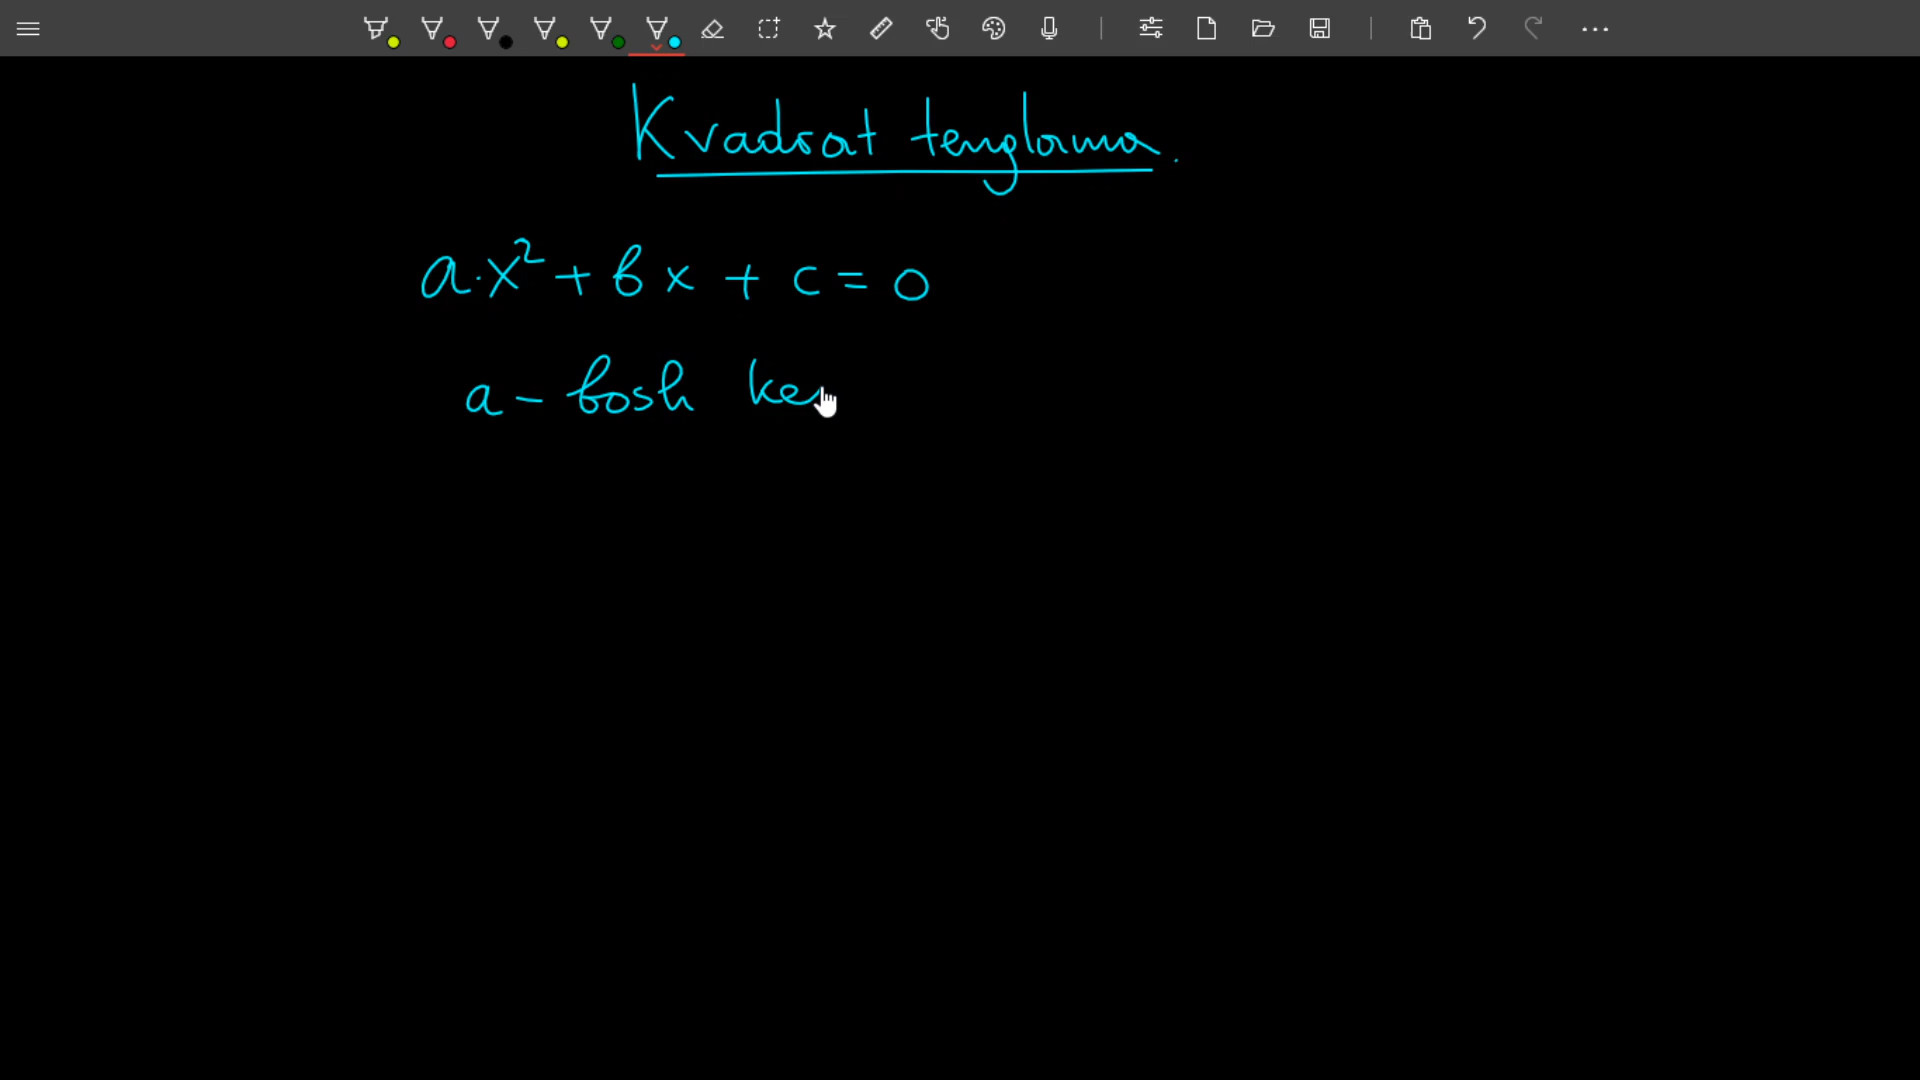 Kvadrat tenglama.
a·x² + bx + c = 0
a - bosh ke